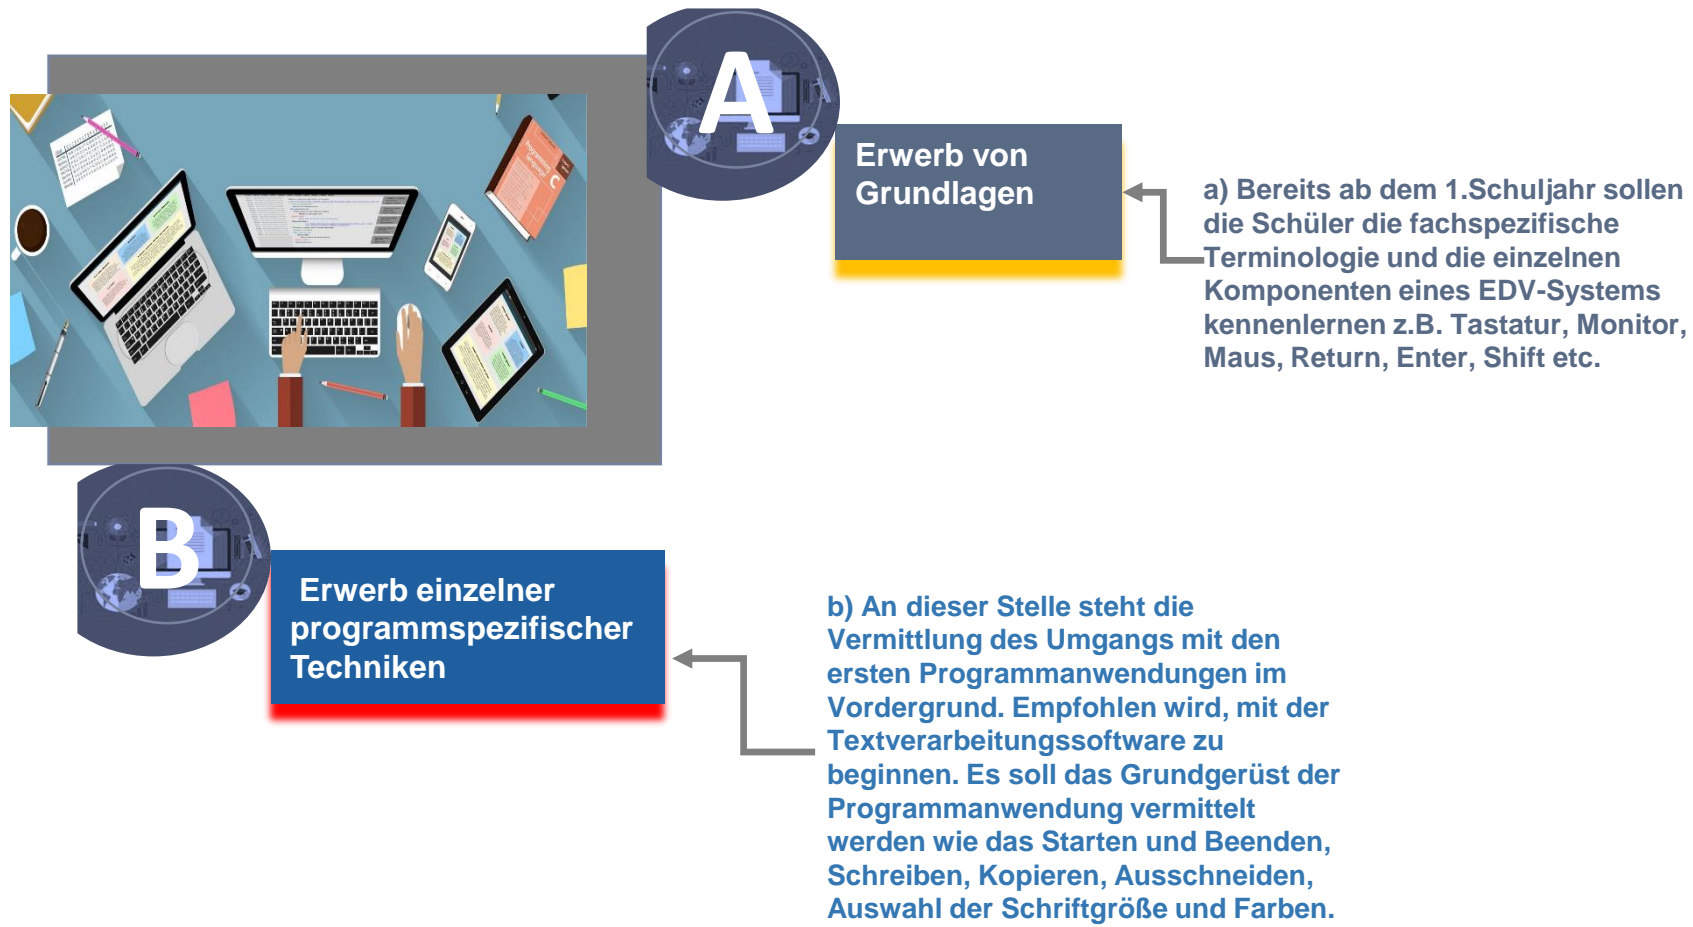 A
Erwerb von
Grundlagen
a) Bereits ab dem 1.Schuljahr sollen
die Schüler die fachspezifische
Terminologie und die einzelnen
Komponenten eines EDV-Systems
kennenlernen z.B. Tastatur, Monitor,
Maus, Return, Enter, Shift etc.
Programming
language
C
B
Erwerb einzelner
programmspezifischer
Techniken
b) An dieser Stelle steht die
Vermittlung des Umgangs mit den
ersten Programmanwendungen im
Vordergrund. Empfohlen wird, mit der
Textverarbeitungssoftware zu
beginnen. Es soll das Grundgerüst der
Programmanwendung vermittelt
werden wie das Starten und Beenden,
Schreiben, Kopieren, Ausschneiden,
Auswahl der Schriftgröße und Farben.